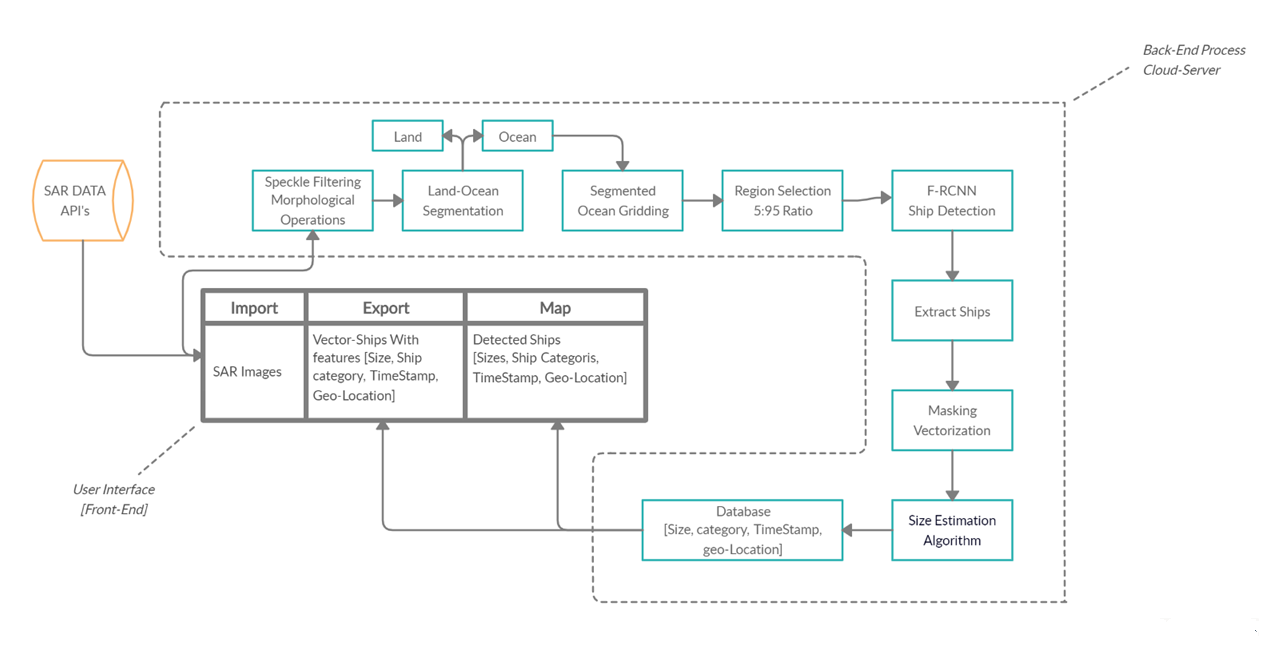 Back-End Process
Cloud-Server
Land
Ocean
SAR DATA
API's
Speckle Filtering
Morphological
Operations
Land-Ocean
Segmentation
Segmented
Ocean Gridding
Region Selection
5:95 Ratio
F-RCNN
Ship Detection
Extract Ships
Masking
Vectorization
Size Estimation
Algorithm
Database
[Size, category, TimeStamp,
geo-Location]
Import
Export
Map
SAR Images
Vector-Ships With
features [Size, Ship
category, TimeStamp,
Geo-Location]
Detected Ships
[Sizes, Ship Categoris,
TimeStamp, Geo-Location]
User Interface
[Front-End]